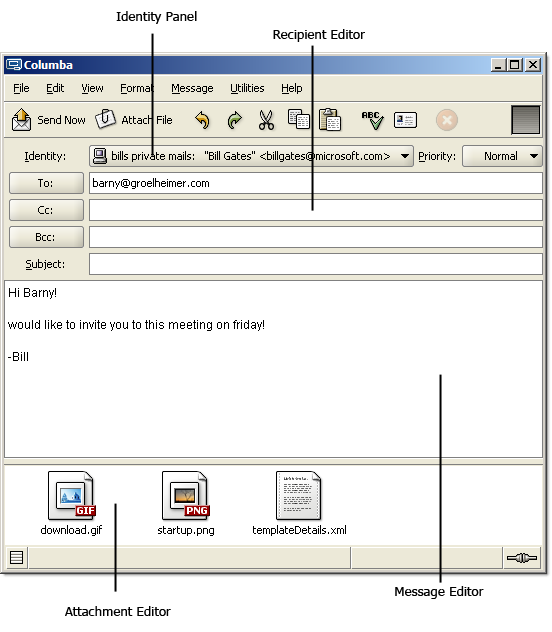 Identity Panel
Recipient Editor
Columba
File Edit View Format Message Utilities Help
Send Now Attach File ABC
Identity: bills private mails: "Bill Gates" <billgates@microsoft.com> Priority: Normal
To: barny@groelheimer.com
Cc:
Bcc:
Subject:
Hi Barny!
would like to invite you to this meeting on friday!
-Bill
GIF PNG
download.gif startup.png templateDetails.xml
Message Editor
Attachment Editor